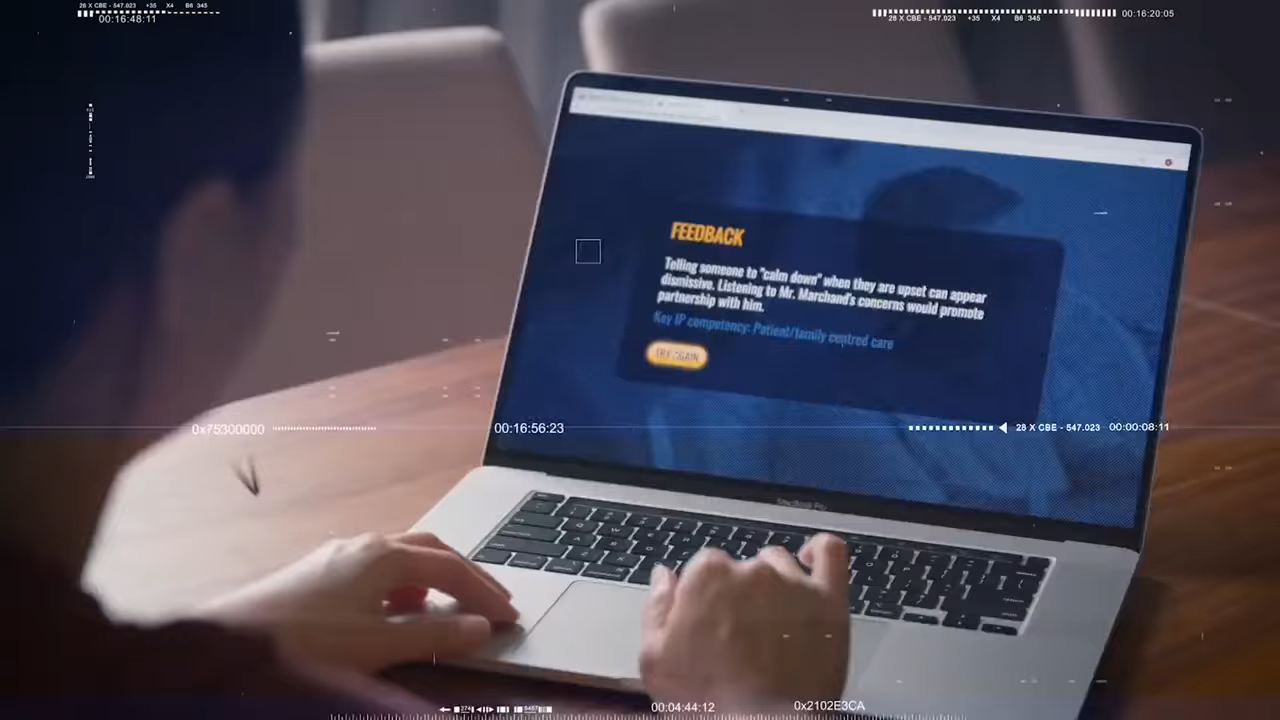 28 X CBE - 547.023 +35 X4 B6 345
00:16:48:11
00:16:20:05
28 X CBE - 547.023 +35 X4 B6 345
FEEDBACK
Telling someone to "calm down" when they are upset can appear
dismissive. Listening to Mr. Marchand's concerns would promote
partnership with him.
Key IP competency: Patient/family centred care
TRY AGAIN
0x75300000
00:16:56:23
28 X CBE - 547.023 00:00:08:11
MacBook Pro
00:04:44:12
0x2102E3CA